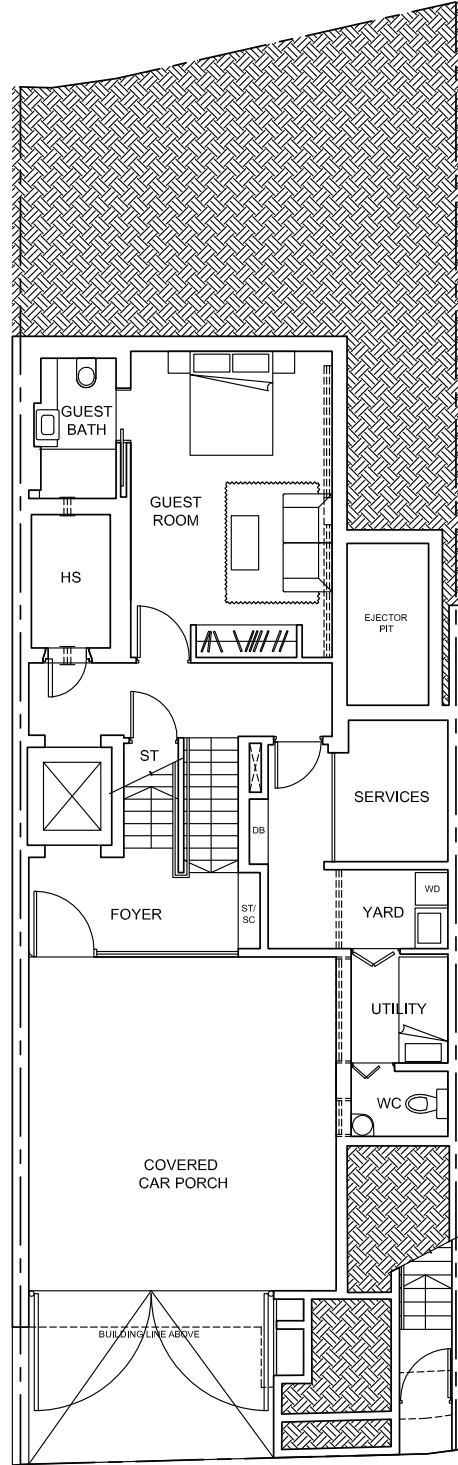 GUEST
BATH
GUEST
ROOM
HS
EJECTOR
PIT
ST
SERVICES
DB
WD
YARD
FOYER
ST/
SC
UTILITY
WC
COVERED
CAR PORCH
BUILDING LINE ABOVE